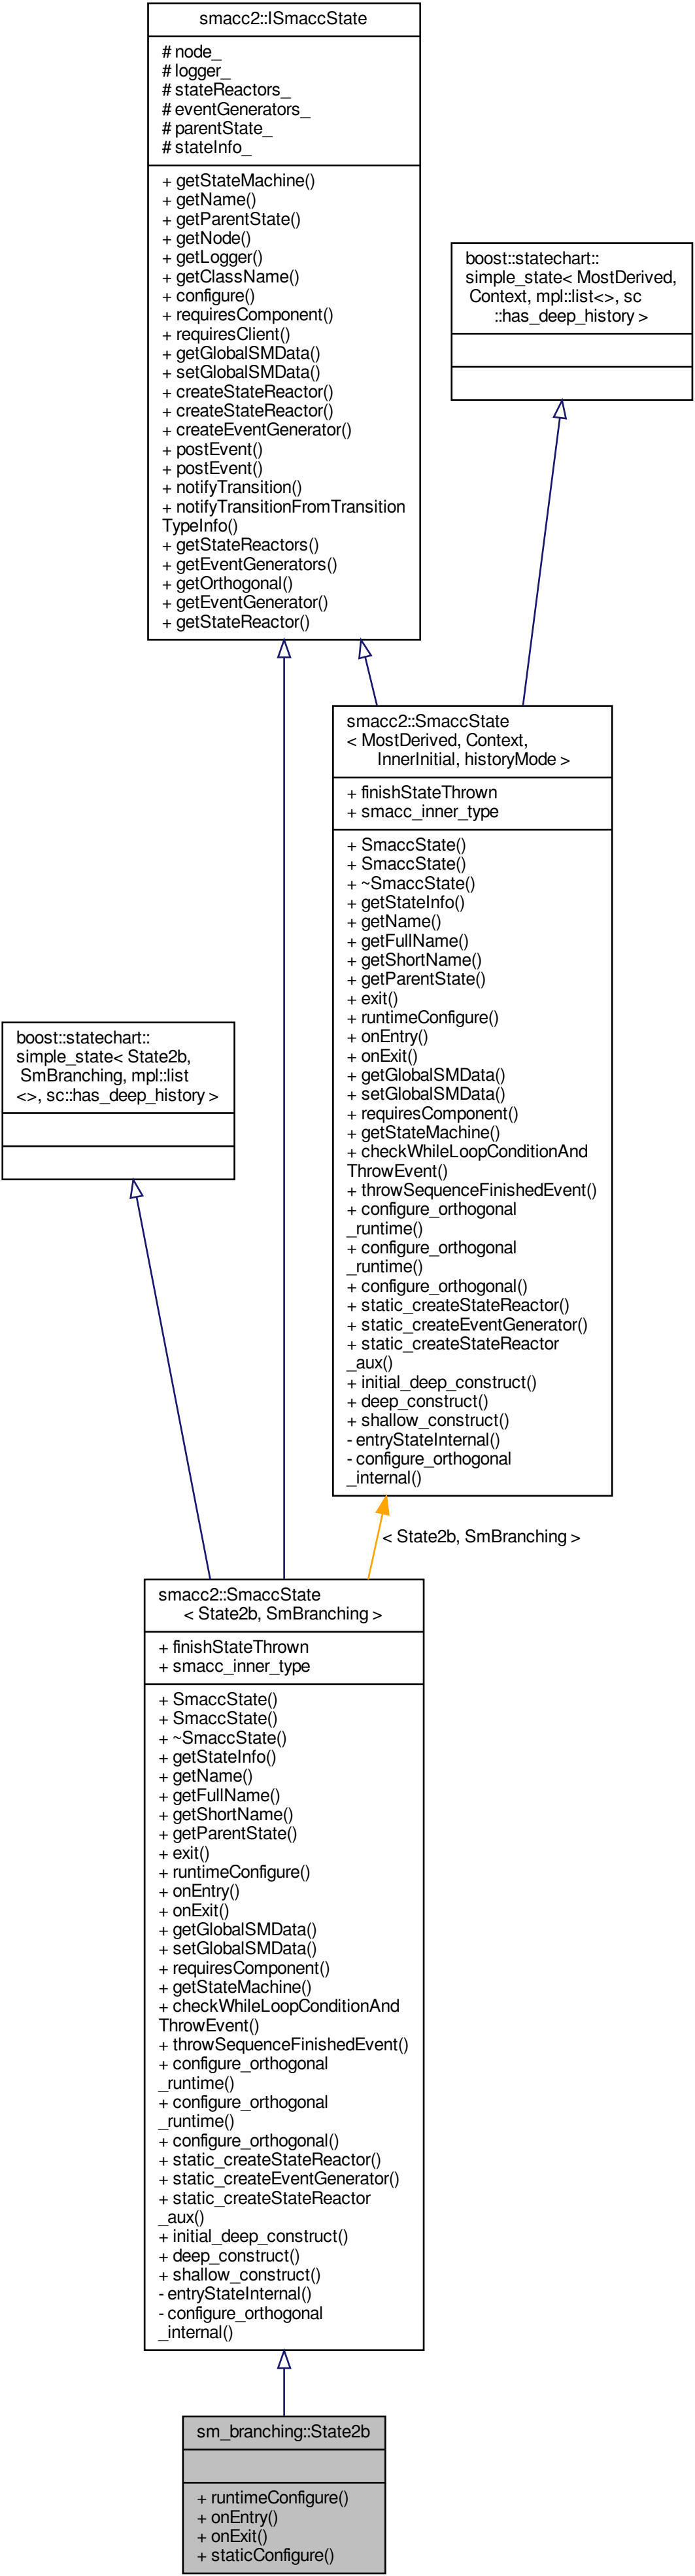 smacc2::ISmaccState
# node_
# logger_
# stateReactors_
# eventGenerators_
# parentState_
# stateInfo_
+ getStateMachine()
+ getName()
+ getParentState()
+ getNode()
+ getLogger()
+ getClassName()
+ configure()
+ requiresComponent()
+ requiresClient()
+ getGlobalSMData()
+ setGlobalSMData()
+ createStateReactor()
+ createStateReactor()
+ createEventGenerator()
+ postEvent()
+ postEvent()
+ notifyTransition()
+ notifyTransitionFromTransition
TypeInfo()
+ getStateReactors()
+ getEventGenerators()
+ getOrthogonal()
+ getEventGenerator()
+ getStateReactor()
boost::statechart::
simple_state< MostDerived,
Context, mpl::list<>, sc
::has_deep_history >
smacc2::SmaccState
< MostDerived, Context,
InnerInitial, historyMode >
+ finishStateThrown
+ smacc_inner_type
+ SmaccState()
+ SmaccState()
+ ~SmaccState()
+ getStateInfo()
+ getName()
+ getFullName()
+ getShortName()
+ getParentState()
+ exit()
+ runtimeConfigure()
+ onEntry()
+ onExit()
+ getGlobalSMData()
+ setGlobalSMData()
+ requiresComponent()
+ getStateMachine()
+ checkWhileLoopConditionAnd
ThrowEvent()
+ throwSequenceFinishedEvent()
+ configure_orthogonal
_runtime()
+ configure_orthogonal
_runtime()
+ configure_orthogonal()
+ static_createStateReactor()
+ static_createEventGenerator()
+ static_createStateReactor
_aux()
+ initial_deep_construct()
+ deep_construct()
+ shallow_construct()
- entryStateInternal()
- configure_orthogonal
_internal()
boost::statechart::
simple_state< State2b,
SmBranching, mpl::list
<>, sc::has_deep_history >
< State2b, SmBranching >
smacc2::SmaccState
< State2b, SmBranching >
+ finishStateThrown
+ smacc_inner_type
+ SmaccState()
+ SmaccState()
+ ~SmaccState()
+ getStateInfo()
+ getName()
+ getFullName()
+ getShortName()
+ getParentState()
+ exit()
+ runtimeConfigure()
+ onEntry()
+ onExit()
+ getGlobalSMData()
+ setGlobalSMData()
+ requiresComponent()
+ getStateMachine()
+ checkWhileLoopConditionAnd
ThrowEvent()
+ throwSequenceFinishedEvent()
+ configure_orthogonal
_runtime()
+ configure_orthogonal
_runtime()
+ configure_orthogonal()
+ static_createStateReactor()
+ static_createEventGenerator()
+ static_createStateReactor
_aux()
+ initial_deep_construct()
+ deep_construct()
+ shallow_construct()
- entryStateInternal()
- configure_orthogonal
_internal()
sm_branching::State2b
+ runtimeConfigure()
+ onEntry()
+ onExit()
+ staticConfigure()